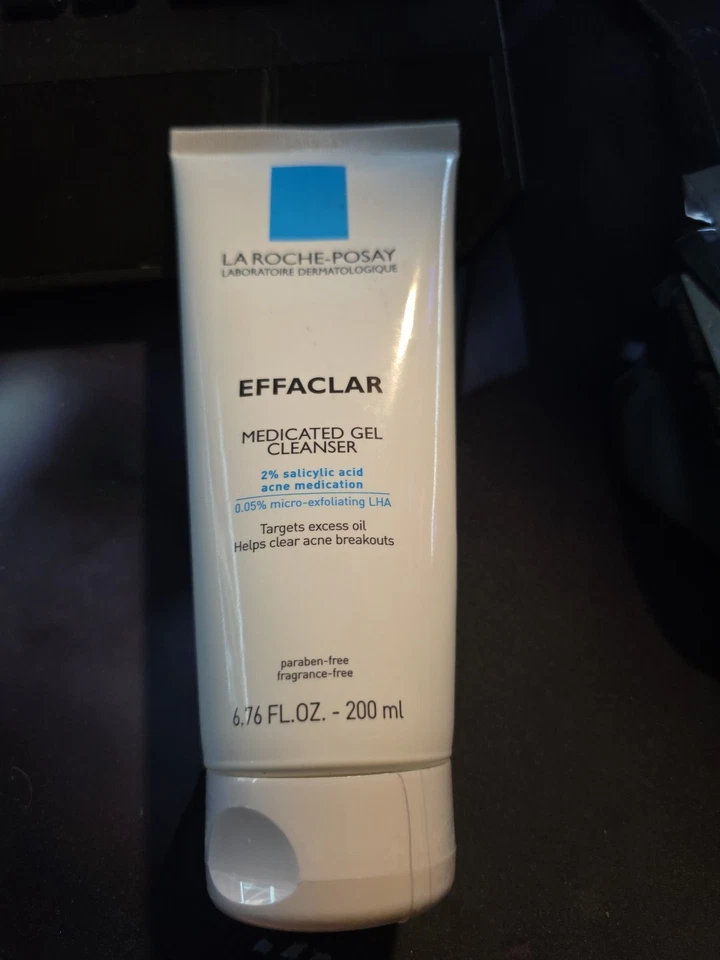 LA ROCHE-POSAY
LABORATOIRE DERMATOLOGIQUE
EFFACLAR
MEDICATED GEL
CLEANSER
2% salicylic acid
acne medication
0.05% micro-exfoliating LHA
Targets excess oil
Helps clear acne breakouts
paraben-free
fragrance-free
6.76 FL.OZ. - 200 ml